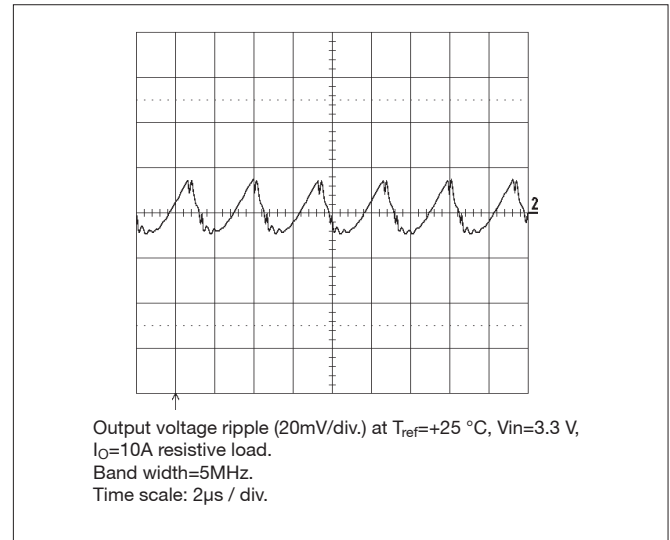 2
Output voltage ripple (20mV/div.) at Tref=+25 °C, Vin=3.3 V,
IO=10A resistive load.
Band width=5MHz.
Time scale: 2µs / div.